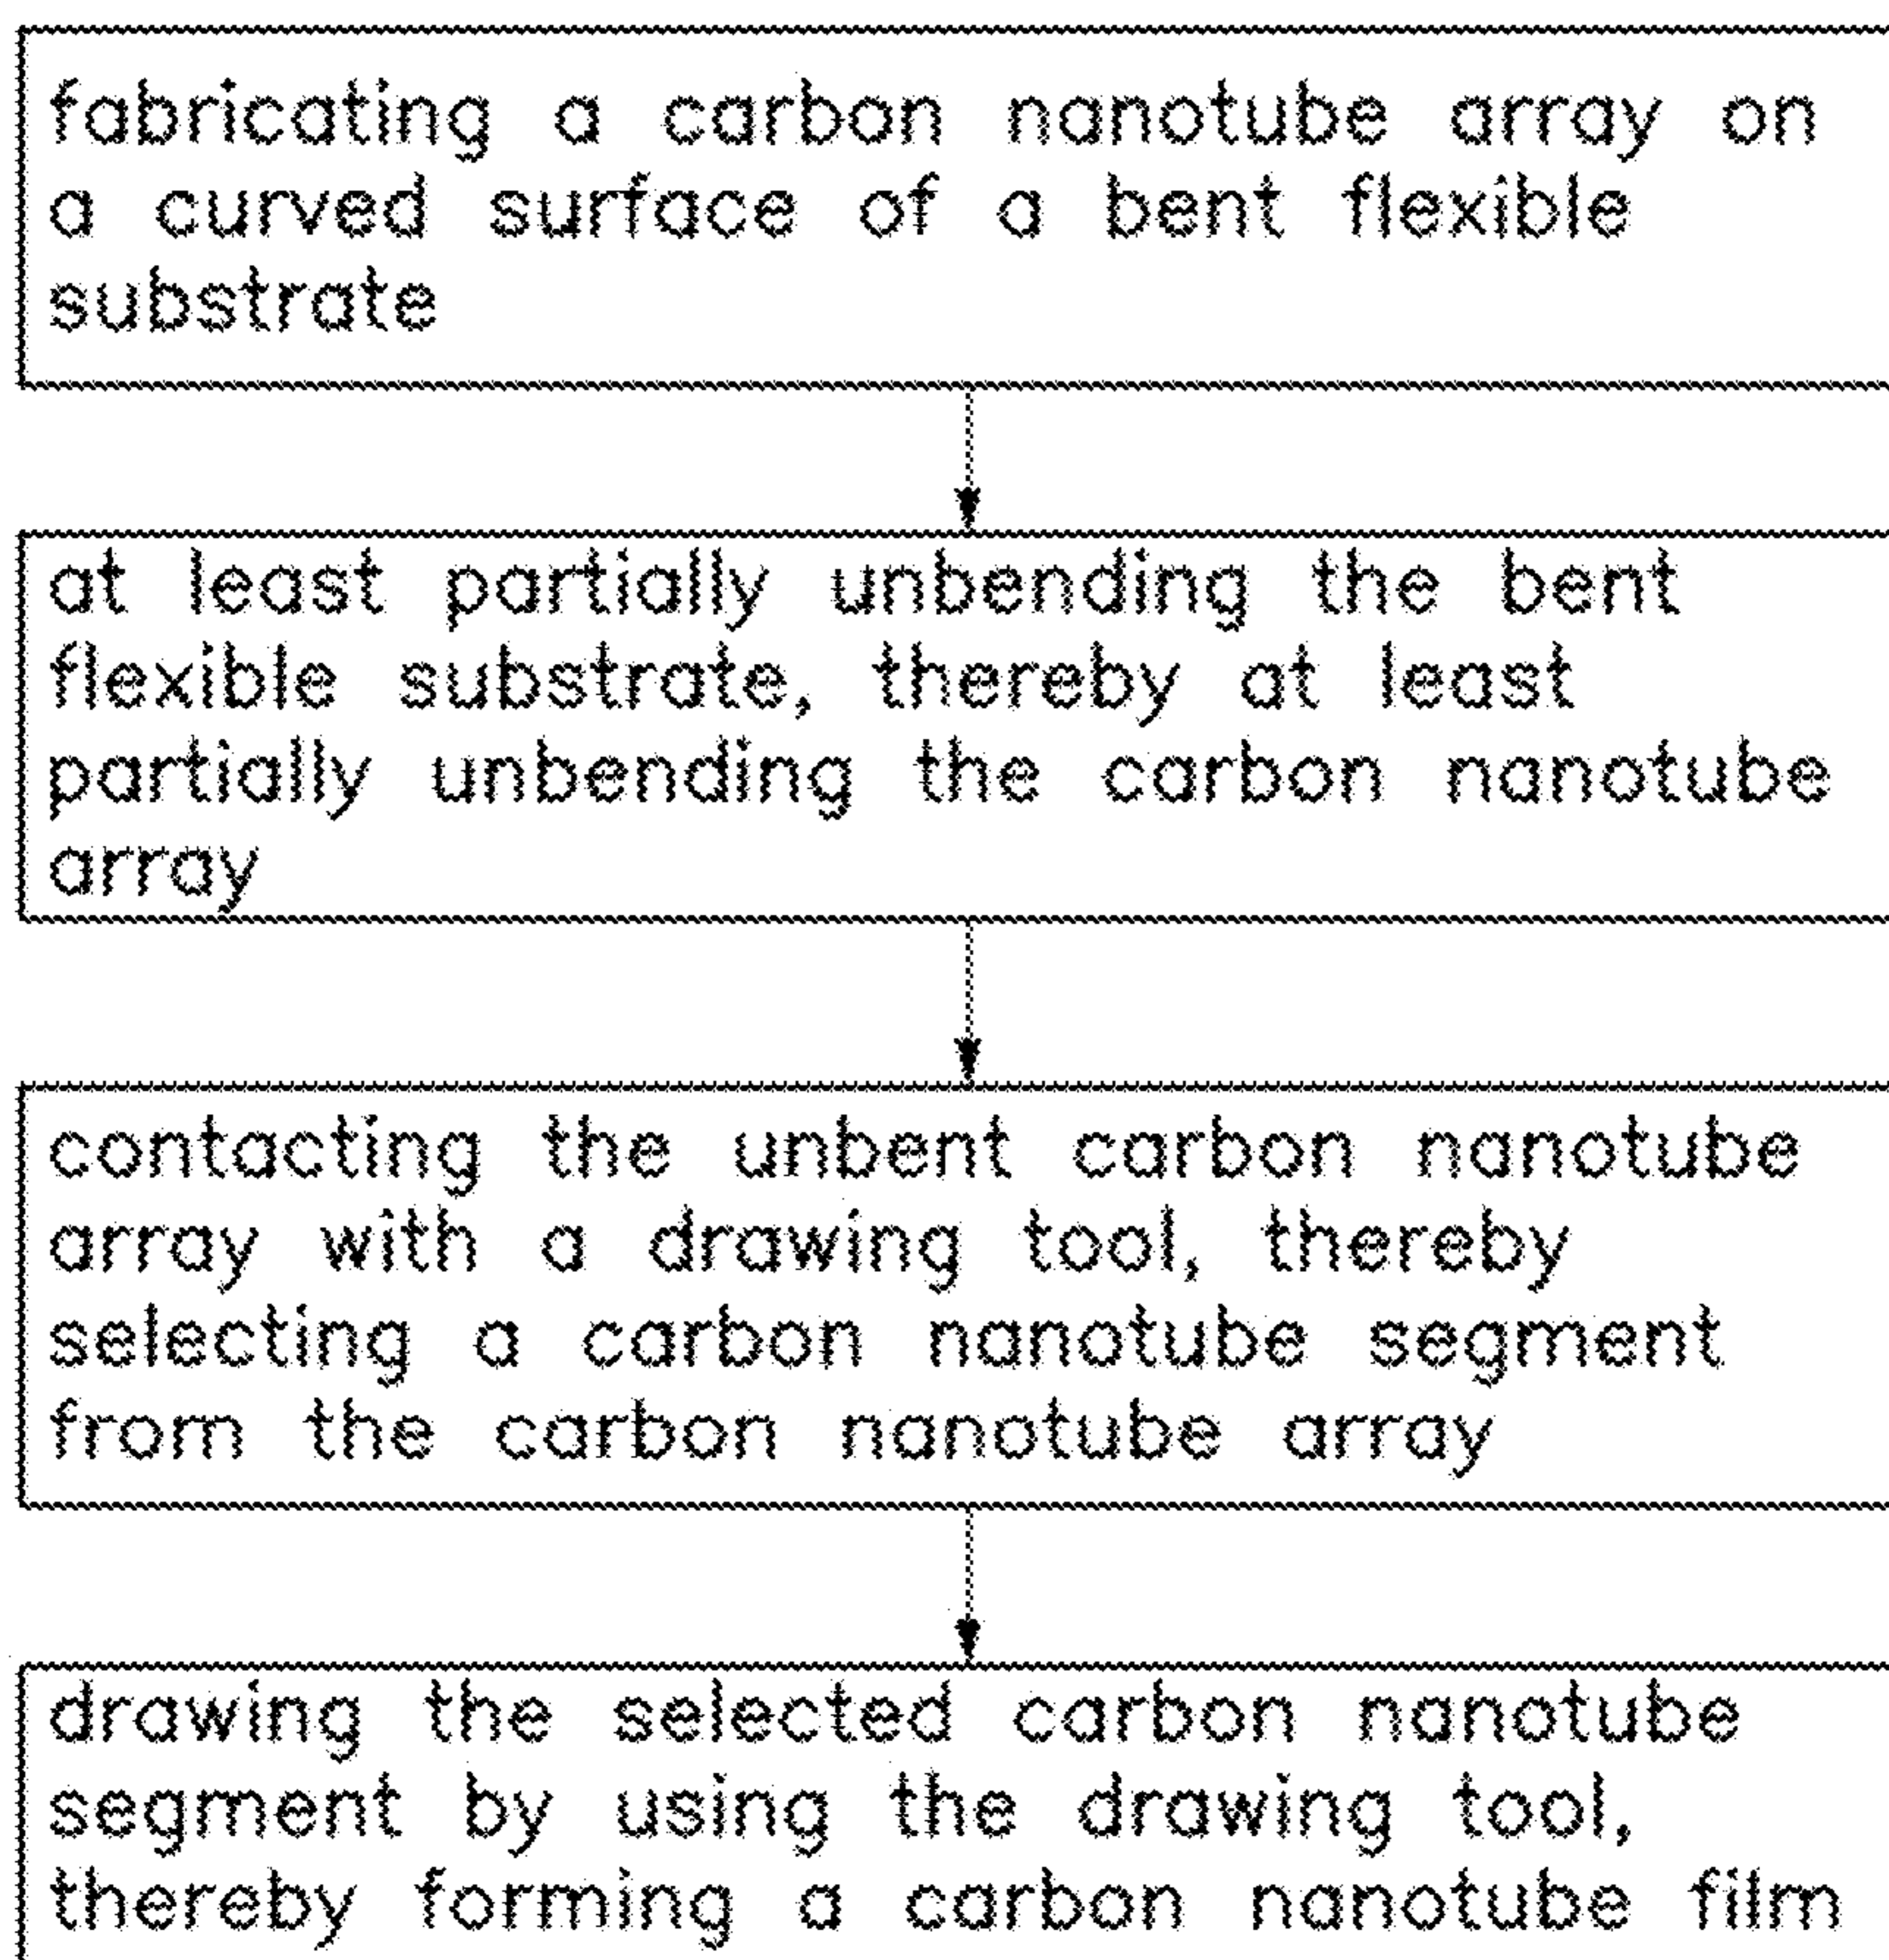 fabricating a carbon nanotube array on
a curved surface of a bent flexible
substrate
at least partially unbending the bent
flexible substrate, thereby at least
partially unbending the carbon nanotube
array
contacting the unbent carbon nanotube
array with a drawing tool, thereby
selecting a carbon nanotube segment
from the carbon nanotube array
drawing the selected carbon nanotube
segment by using the drawing tool,
thereby forming a carbon nanotube film